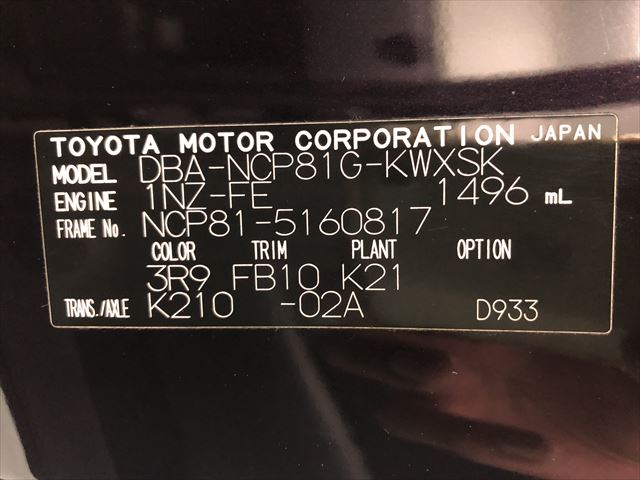 TOYOTA MOTOR CORPORATION JAPAN
MODEL DBA-NCP81G-KWXSK
ENGINE 1NZ-FE 1496 mL
FRAME No. NCP81-5160817
COLOR TRIM PLANT OPTION
3R9 FB10 K21
TRANS./AXLE K210 -02A D933